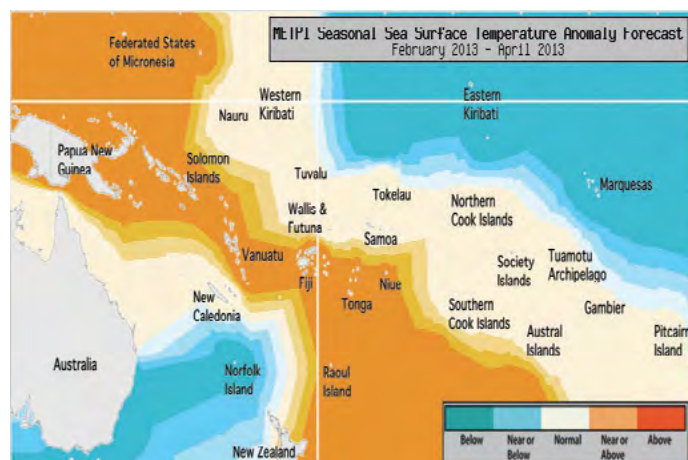 METPI Seasonal Sea Surface Temperature Anomaly Forecast
February 2013 - April 2013
Federated States
of Micronesia
Western
Kiribati
Eastern
Kiribati
Nauru
Papua New
Guinea
Solomon
Islands
Tuvalu
Tokelau
Marquesas
Wallis &
Futuna
Northern
Cook Islands
Samoa
Vanuatu
Fiji
Niue
Tonga
Society
Islands
Tuamotu
Archipelago
New
Caledonia
Southern
Cook Islands
Gambier
Austral
Islands
Pitcairn
Island
Australia
Norfolk
Island
Raoul
Island
New Zealand
Below
Near or
Below
Normal
Near or
Above
Above